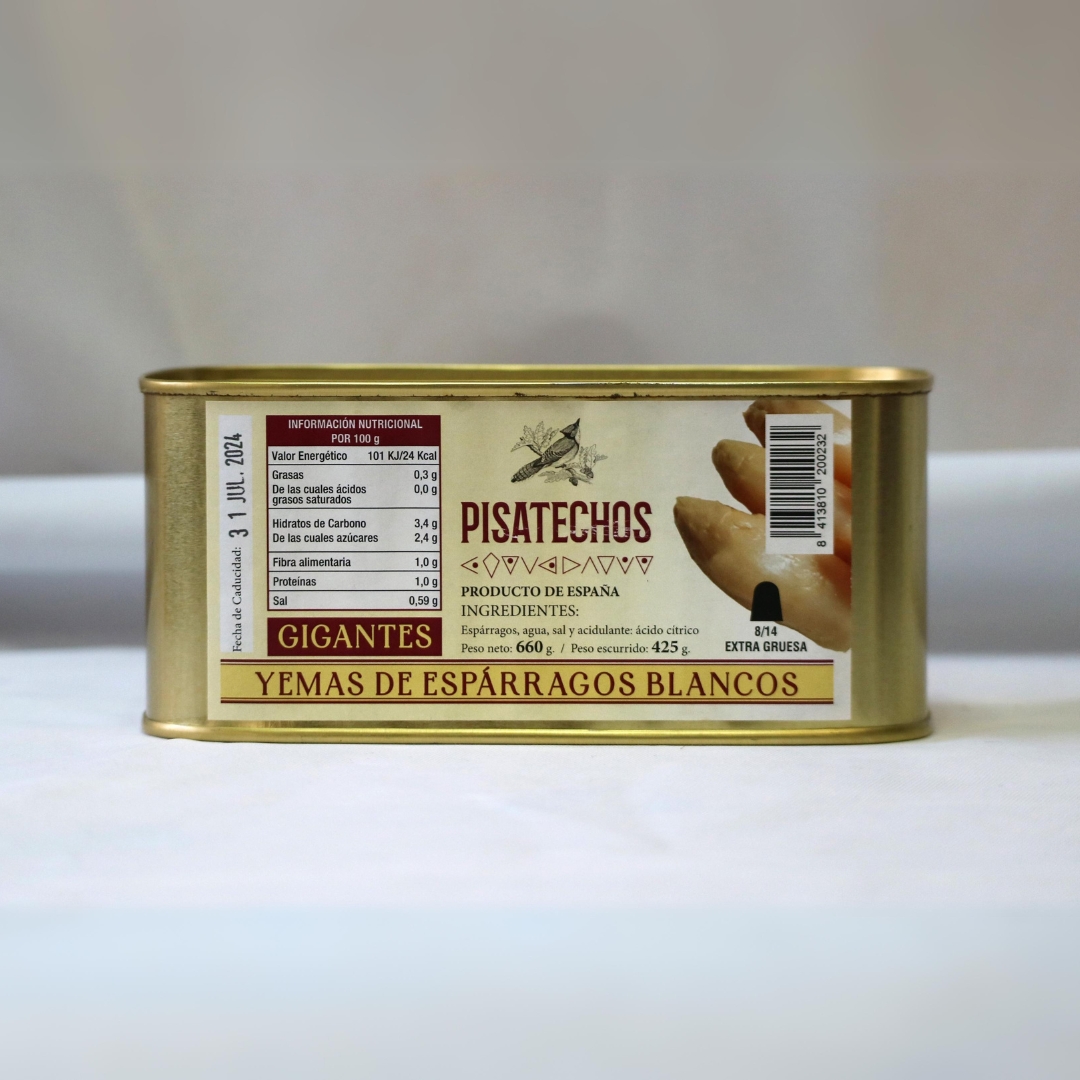 Fecha de Caducidad: 31 JUL. 2024
INFORMACIÓN NUTRICIONAL
POR 100 g
Valor Energético 101 KJ/24 Kcal
Grasas 0,3 g
De las cuales ácidos 0,0 g
grasos saturados
Hidratos de Carbono 3,4 g
De las cuales azúcares 2,4 g
Fibra alimentaria 1,0 g
Proteínas 1,0 g
Sal 0,59 g
GIGANTES
PISATECHOS
PRODUCTO DE ESPAÑA
INGREDIENTES:
Espárragos, agua, sal y acidulante: ácido cítrico
Peso neto: 660 g. / Peso escurrido: 425 g.
8 413810 200232
8/14
EXTRA GRUESA
YEMAS DE ESPÁRRAGOS BLANCOS